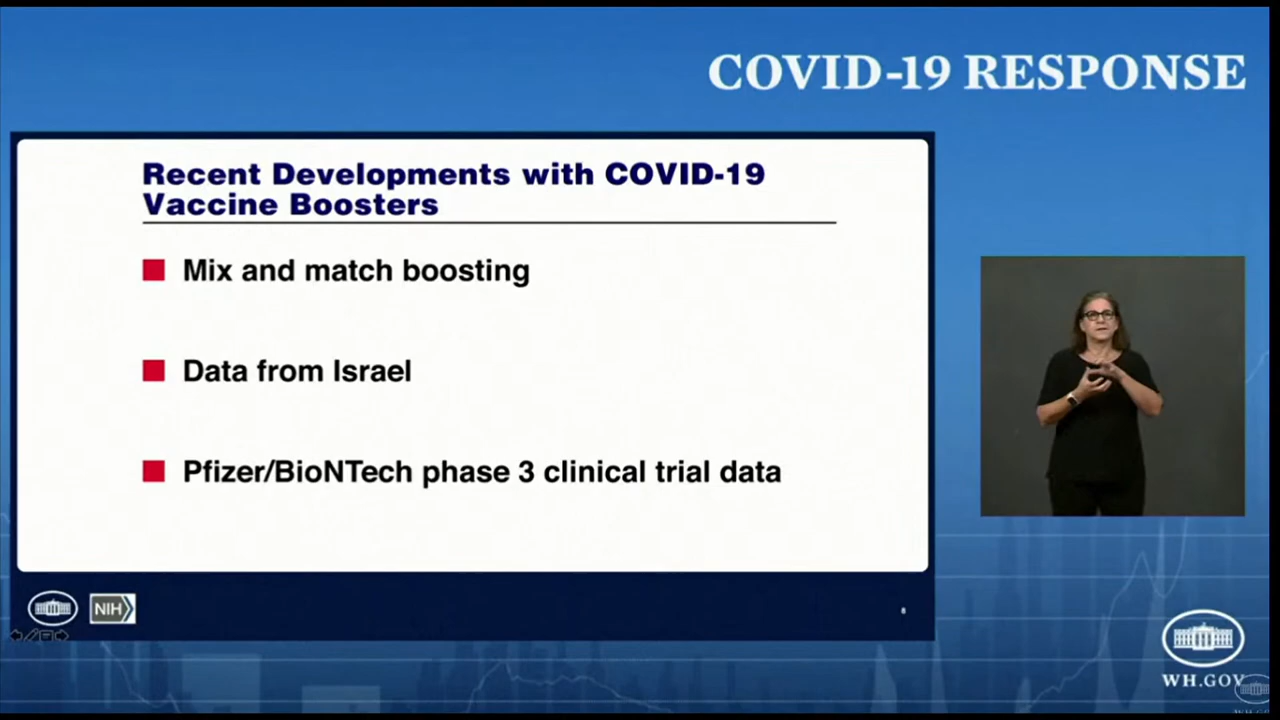 COVID-19 RESPONSE
Recent Developments with COVID-19
Vaccine Boosters
Mix and match boosting
Data from Israel
Pfizer/BioNTech phase 3 clinical trial data
NIH
8
WH.GOV